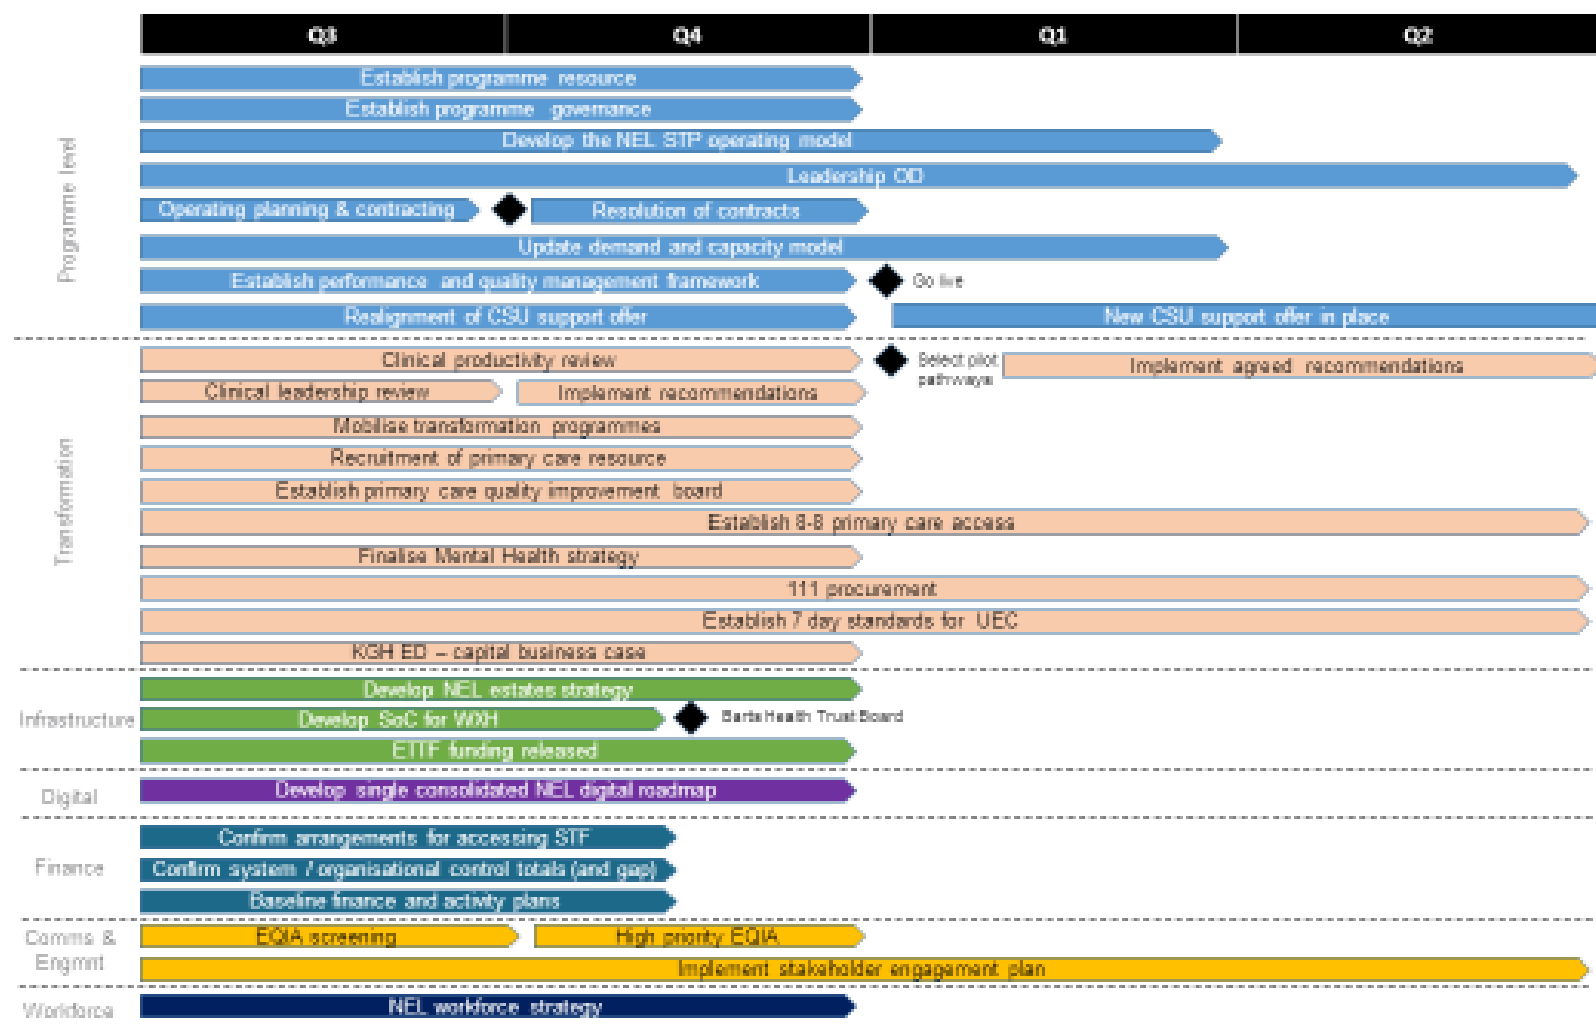 Q3 Q4 Q1 Q2
Programme level
Establish programme resource
Establish programme governance
Develop the NEL STP operating model
Leadership OD
Operating planning & contracting
Resolution of contracts
Update demand and capacity model
Establish performance and quality management framework
Go live
Realignment of CSU support offer
New CSU support offer in place
Transformation
Clinical productivity review
Select pilot
pathways
Implement agreed recommendations
Clinical leadership review
Implement recommendations
Mobilise transformation programmes
Recruitment of primary care resource
Establish primary care quality improvement board
Establish 8-8 primary care access
Finalise Mental Health strategy
111 procurement
Establish 7 day standards for UEC
KGH ED – capital business case
Infrastructure
Develop NEL estates strategy
Develop SoC for WXH
Barts Health Trust Board
ETTF funding released
Digital
Develop single consolidated NEL digital roadmap
Finance
Confirm arrangements for accessing STF
Confirm system / organisational control totals (and gap)
Baseline finance and activity plans
Comms &
Engmnt
EQIA screening
High priority EQIA
Implement stakeholder engagement plan
Workforce
NEL workforce strategy